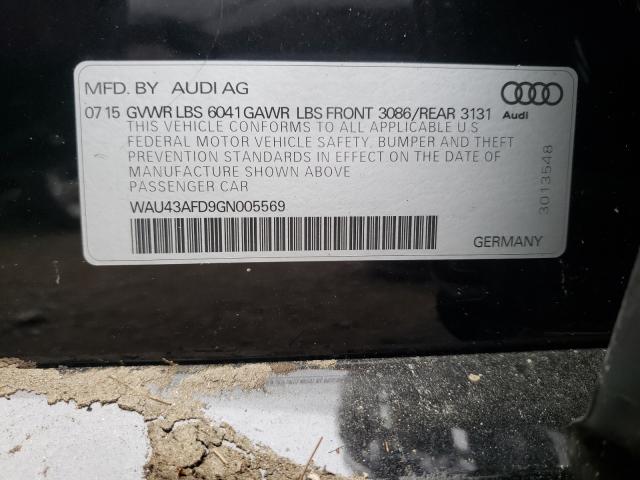 MFD. BY AUDI AG
07 15 GVWR LBS 6041 GAWR LBS FRONT 3086/REAR 3131
Audi
THIS VEHICLE CONFORMS TO ALL APPLICABLE U.S
FEDERAL MOTOR VEHICLE SAFETY, BUMPER AND THEFT
PREVENTION STANDARDS IN EFFECT ON THE DATE OF
MANUFACTURE SHOWN ABOVE
PASSENGER CAR
WAU43AFD9GN005569
3013548
GERMANY